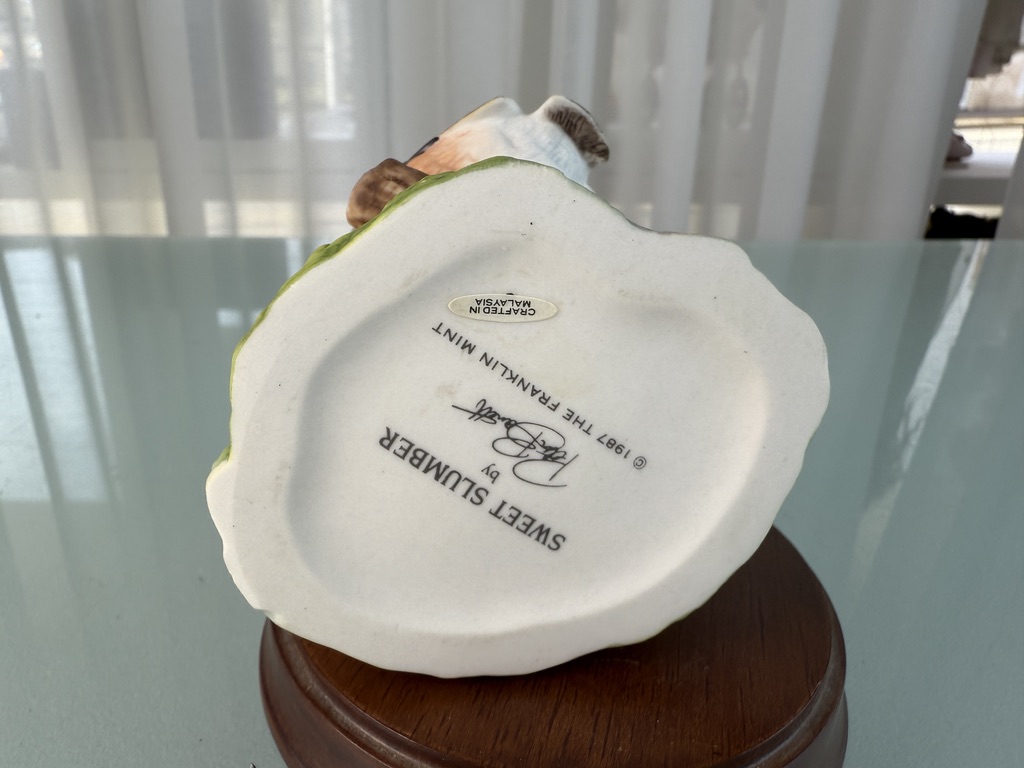 SWEET SLUMBER
by
© 1987 THE FRANKLIN MINT
CRAFTED IN
MALAYSIA